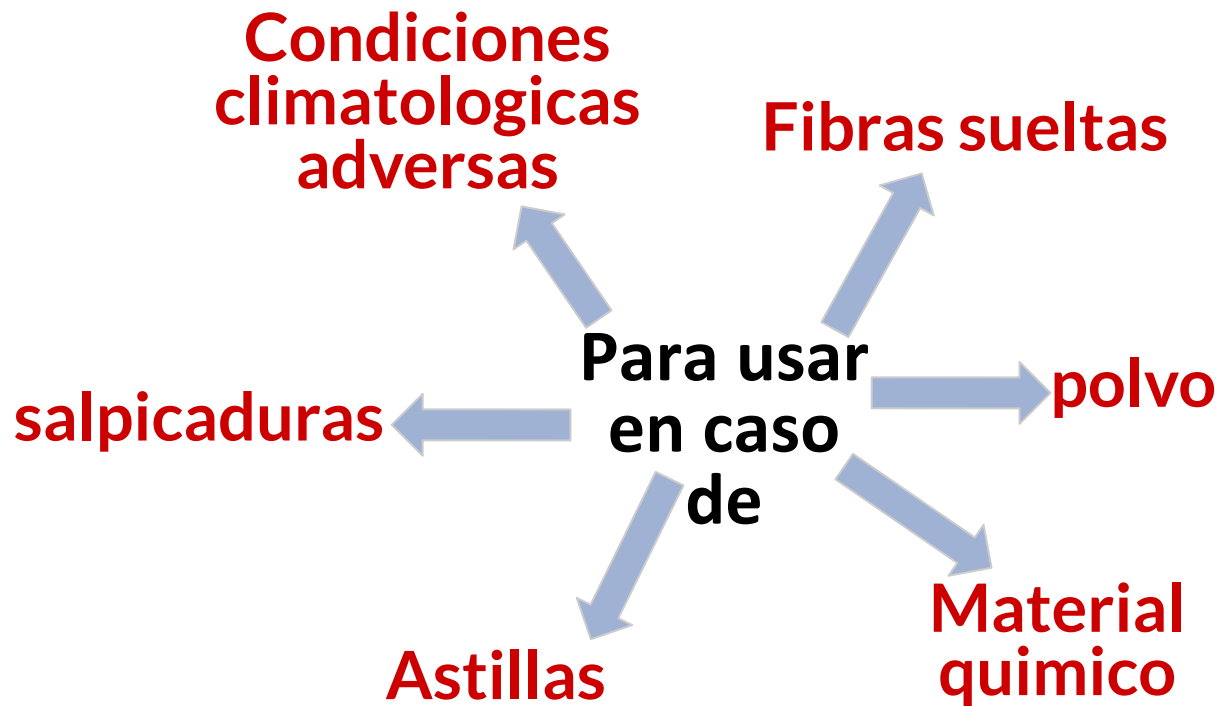 Condiciones
climatologicas
adversas
Fibras sueltas
Para usar
en caso
de
polvo
salpicaduras
Material
quimico
Astillas